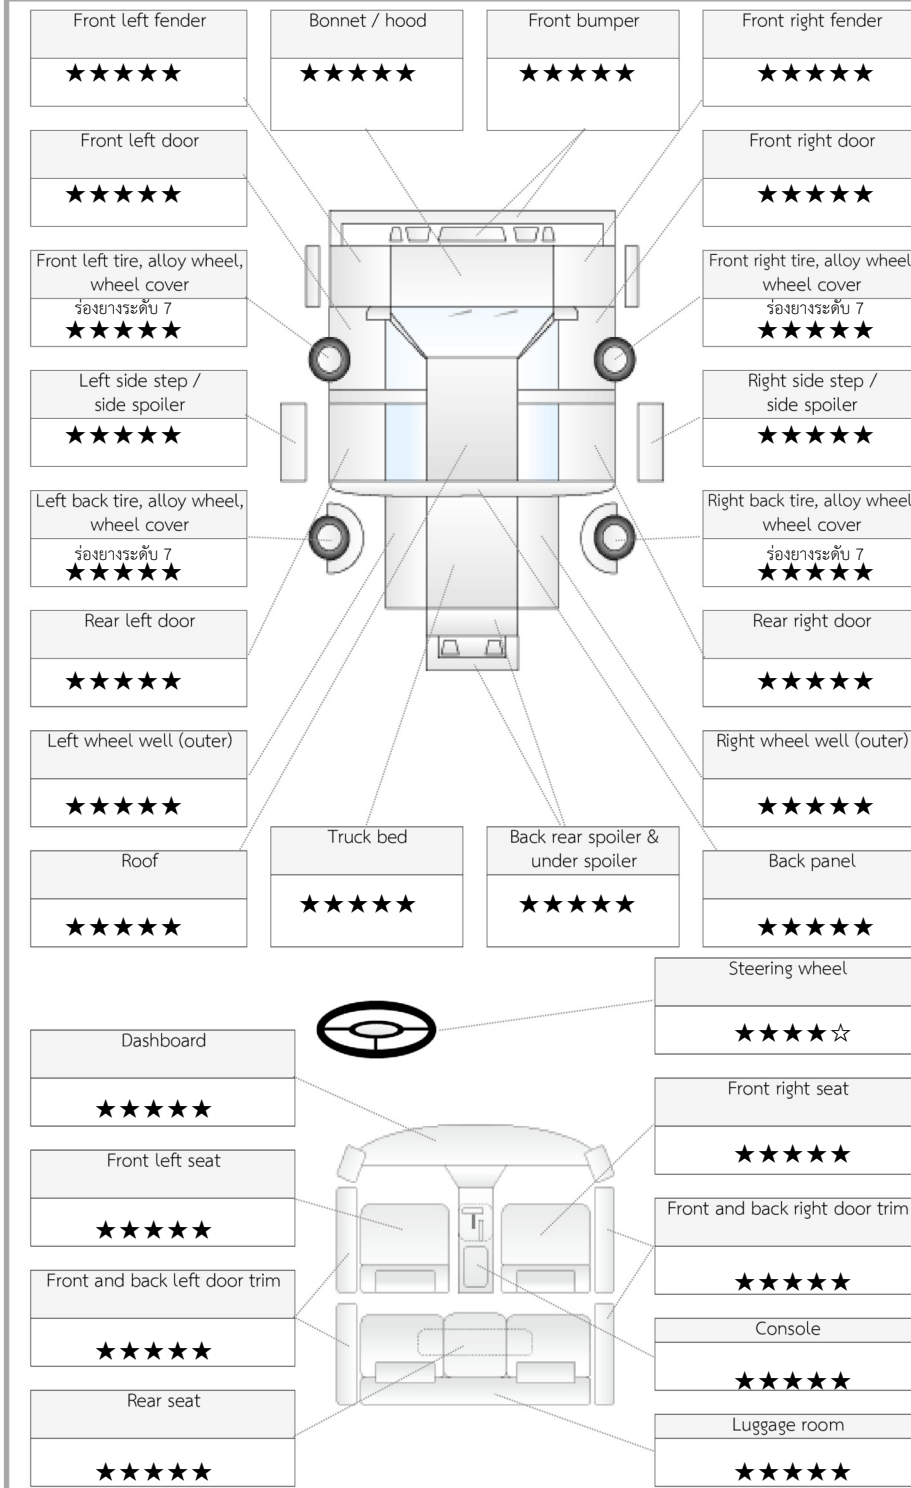 Front left fender
★★★★★
Bonnet / hood
★★★★★
Front bumper
★★★★★
Front right fender
★★★★★
Front left door
★★★★★
Front right door
★★★★★
Front left tire, alloy wheel,
wheel cover
ร่องยางระดับ 7
★★★★★
Front right tire, alloy wheel
wheel cover
ร่องยางระดับ 7
★★★★★
Left side step /
side spoiler
★★★★★
Right side step /
side spoiler
★★★★★
Left back tire, alloy wheel,
wheel cover
ร่องยางระดับ 7
★★★★★
Right back tire, alloy wheel
wheel cover
ร่องยางระดับ 7
★★★★★
Rear left door
★★★★★
Rear right door
★★★★★
Left wheel well (outer)
★★★★★
Right wheel well (outer)
★★★★★
Roof
★★★★★
Truck bed
★★★★★
Back rear spoiler &
under spoiler
★★★★★
Back panel
★★★★★
Steering wheel
★★★★☆
Dashboard
★★★★★
Front right seat
★★★★★
Front left seat
★★★★★
Front and back right door trim
★★★★★
Front and back left door trim
★★★★★
Console
★★★★★
Rear seat
★★★★★
Luggage room
★★★★★